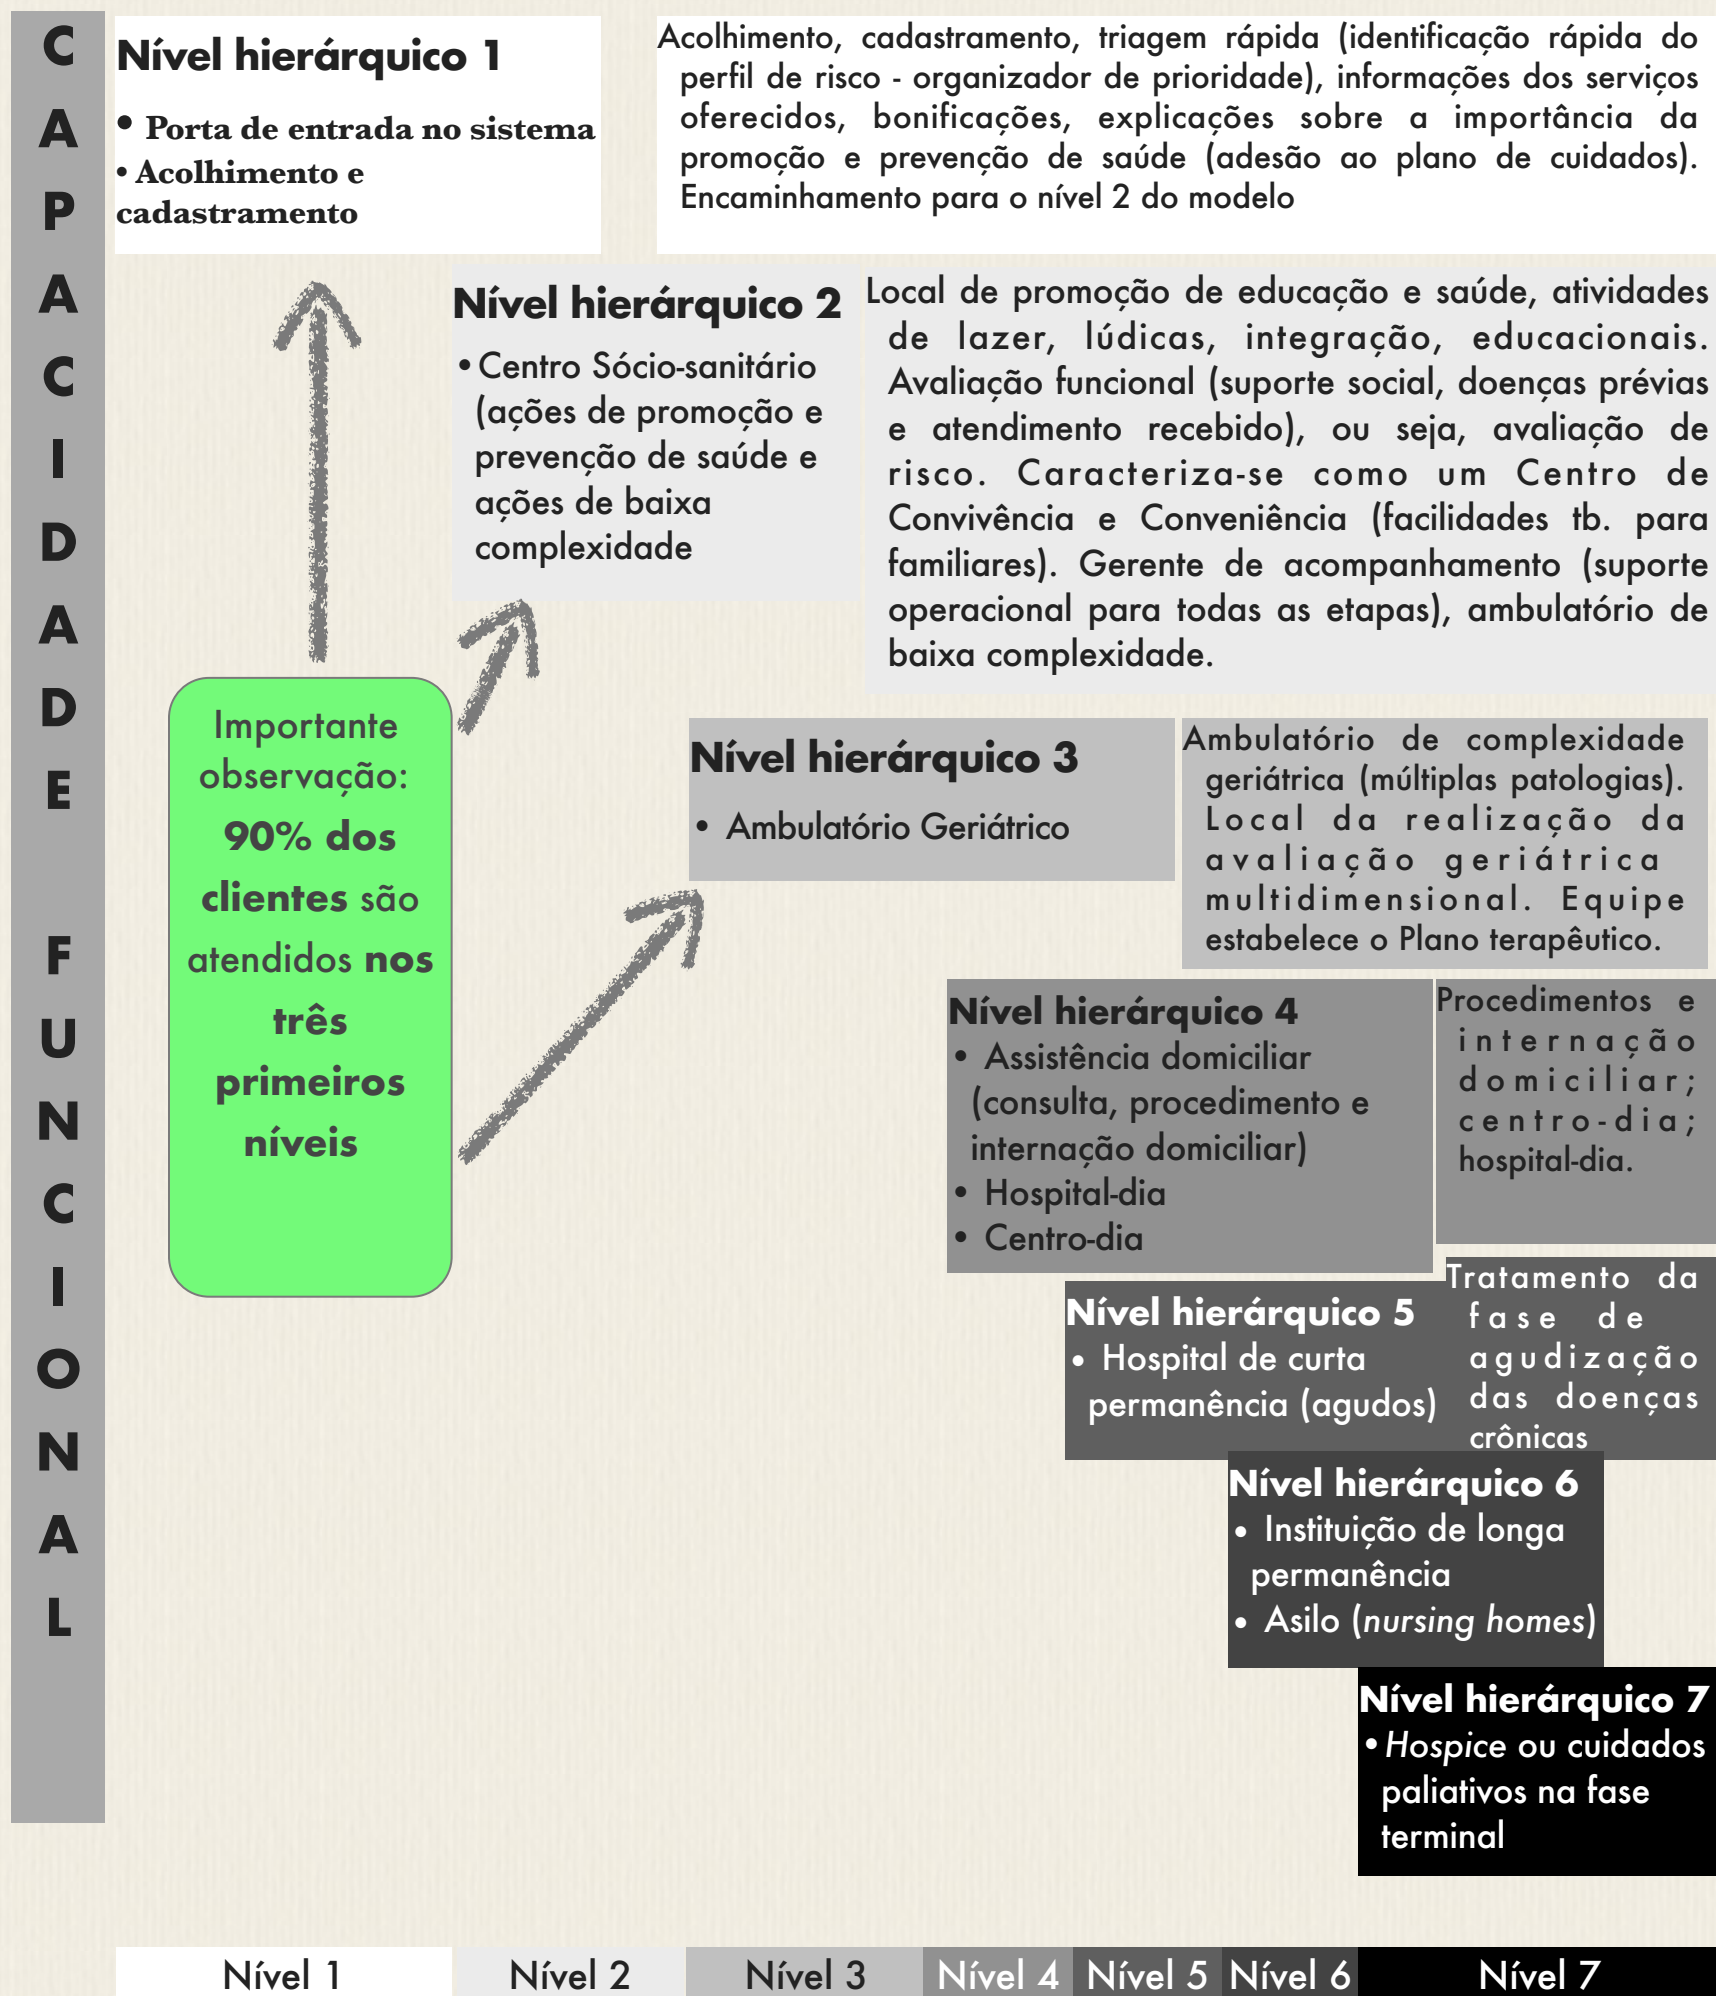 CAPACIDADE FUNCIONAL
Nível hierárquico 1
• Porta de entrada no sistema
• Acolhimento e
cadastramento
Acolhimento, cadastramento, triagem rápida (identificação rápida do
perfil de risco - organizador de prioridade), informações dos serviços
oferecidos, bonificações, explicações sobre a importância da
promoção e prevenção de saúde (adesão ao plano de cuidados).
Encaminhamento para o nível 2 do modelo
Nível hierárquico 2
• Centro Sócio-sanitário
(ações de promoção e
prevenção de saúde e
ações de baixa
complexidade
Local de promoção de educação e saúde, atividades
de lazer, lúdicas, integração, educacionais.
Avaliação funcional (suporte social, doenças prévias
e atendimento recebido), ou seja, avaliação de
risco. Caracteriza-se como um Centro de
Convivência e Conveniência (facilidades tb. para
familiares). Gerente de acompanhamento (suporte
operacional para todas as etapas), ambulatório de
baixa complexidade.
Importante
observação:
90% dos
clientes são
atendidos nos
três
primeiros
níveis
Nível hierárquico 3
• Ambulatório Geriátrico
Ambulatório de complexidade
geriátrica (múltiplas patologias).
Local da realização da
avaliação geriátrica
multidimensional. Equipe
estabelece o Plano terapêutico.
Nível hierárquico 4
• Assistência domiciliar
(consulta, procedimento e
internação domiciliar)
• Hospital-dia
• Centro-dia
Procedimentos e
internação
domiciliar;
centro-dia;
hospital-dia.
Nível hierárquico 5
• Hospital de curta
permanência (agudos)
Tratamento da
fase de
agudização
das doenças
crônicas
Nível hierárquico 6
• Instituição de longa
permanência
• Asilo (nursing homes)
Nível hierárquico 7
• Hospice ou cuidados
paliativos na fase
terminal
Nível 1 Nível 2 Nível 3 Nível 4 Nível 5 Nível 6 Nível 7